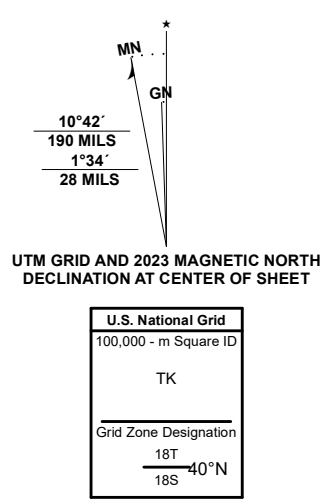 ★
MN
GN
10°42´
190 MILS
1°34´
28 MILS
UTM GRID AND 2023 MAGNETIC NORTH
DECLINATION AT CENTER OF SHEET
U.S. National Grid
100,000 - m Square ID
TK
Grid Zone Designation
18T
40°N
18S